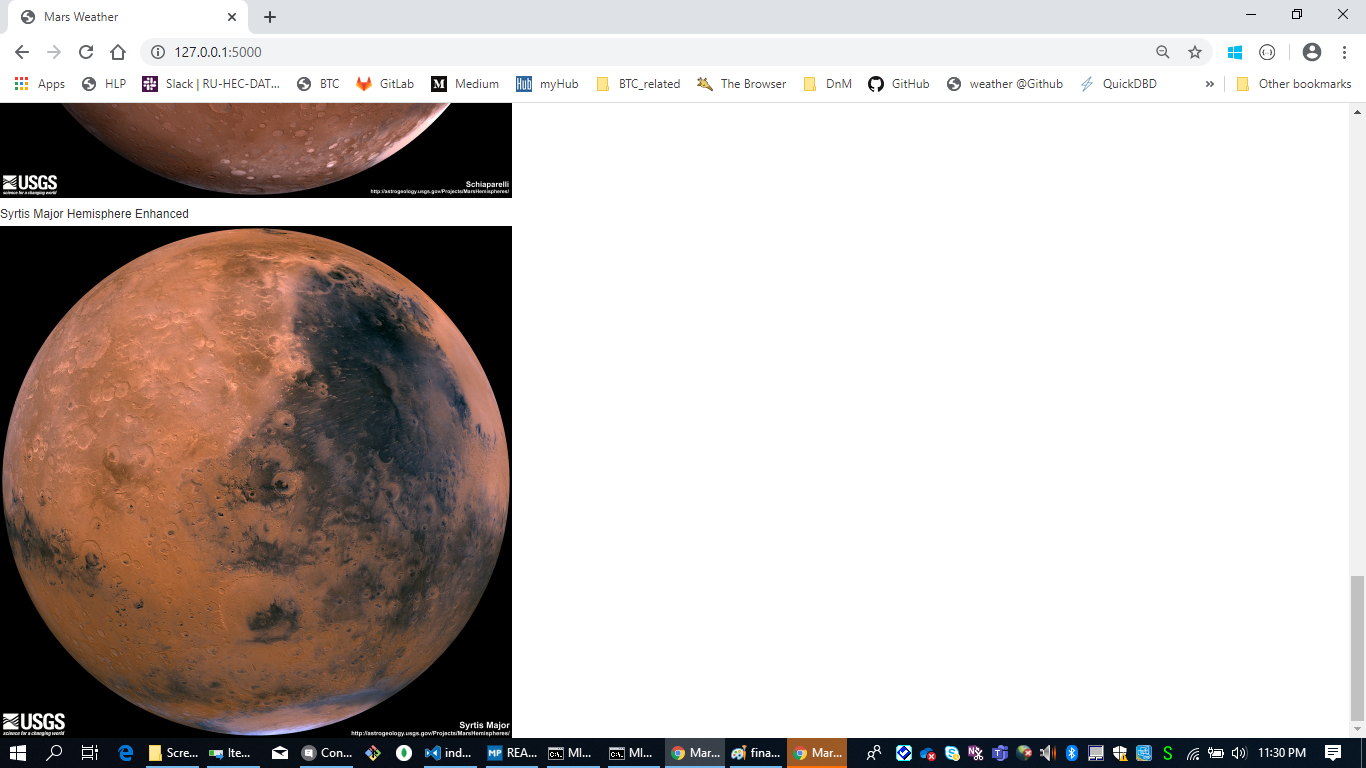 Mars Weather
127.0.0.1:5000
Apps HLP Slack | RU-HEC-DAT... BTC GitLab Medium myHub BTC_related The Browser DnM GitHub weather @Github QuickDBD » Other bookmarks
USGS
science for a changing world
Schiaparelli
http://astrogeology.usgs.gov/Projects/MarsHemispheres/
Syrtis Major Hemisphere Enhanced
USGS
science for a changing world
Syrtis Major
http://astrogeology.usgs.gov/Projects/MarsHemispheres/
Scre... Ite... Con... ind... REA... MI... MI... Mar... fina... Mar... 11:30 PM